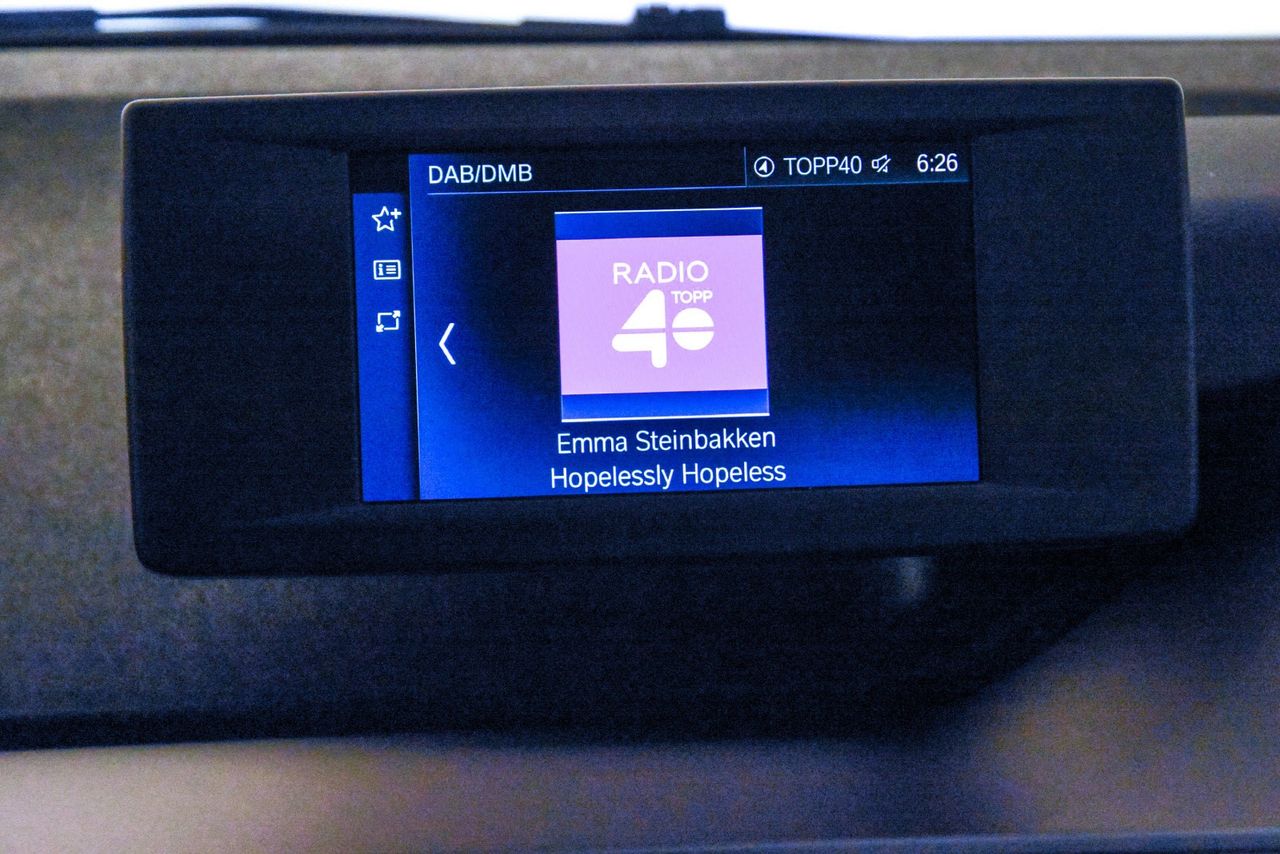 DAB/DMB
TOPP40
6:26
RADIO
TOPP
40
Emma Steinbakken
Hopelessly Hopeless